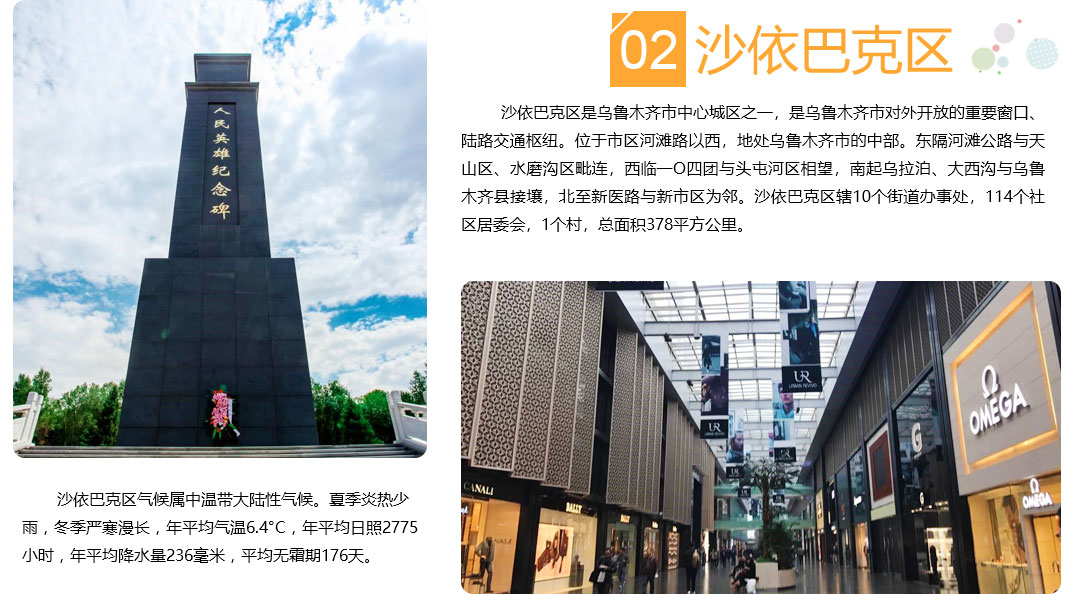 人民英雄纪念碑
沙依巴克区气候属中温带大陆性气候。夏季炎热少
雨，冬季严寒漫长，年平均气温6.4°C，年平均日照2775
小时，年平均降水量236毫米，平均无霜期176天。
02 沙依巴克区
沙依巴克区是乌鲁木齐市中心城区之一，是乌鲁木齐市对外开放的重要窗口、
陆路交通枢纽。位于市区河滩路以西，地处乌鲁木齐市的中部。东隔河滩公路与天
山区、水磨沟区毗连，西临一O四团与头屯河区相望，南起乌拉泊、大西沟与乌鲁
木齐县接壤，北至新医路与新市区为邻。沙依巴克区辖10个街道办事处，114个社
区居委会，1个村，总面积378平方公里。
UR
URBAN REVIVO
UR
UR
UR
Ω
OMEGA
G
CANALI
BALLY
Ω
OMEGA